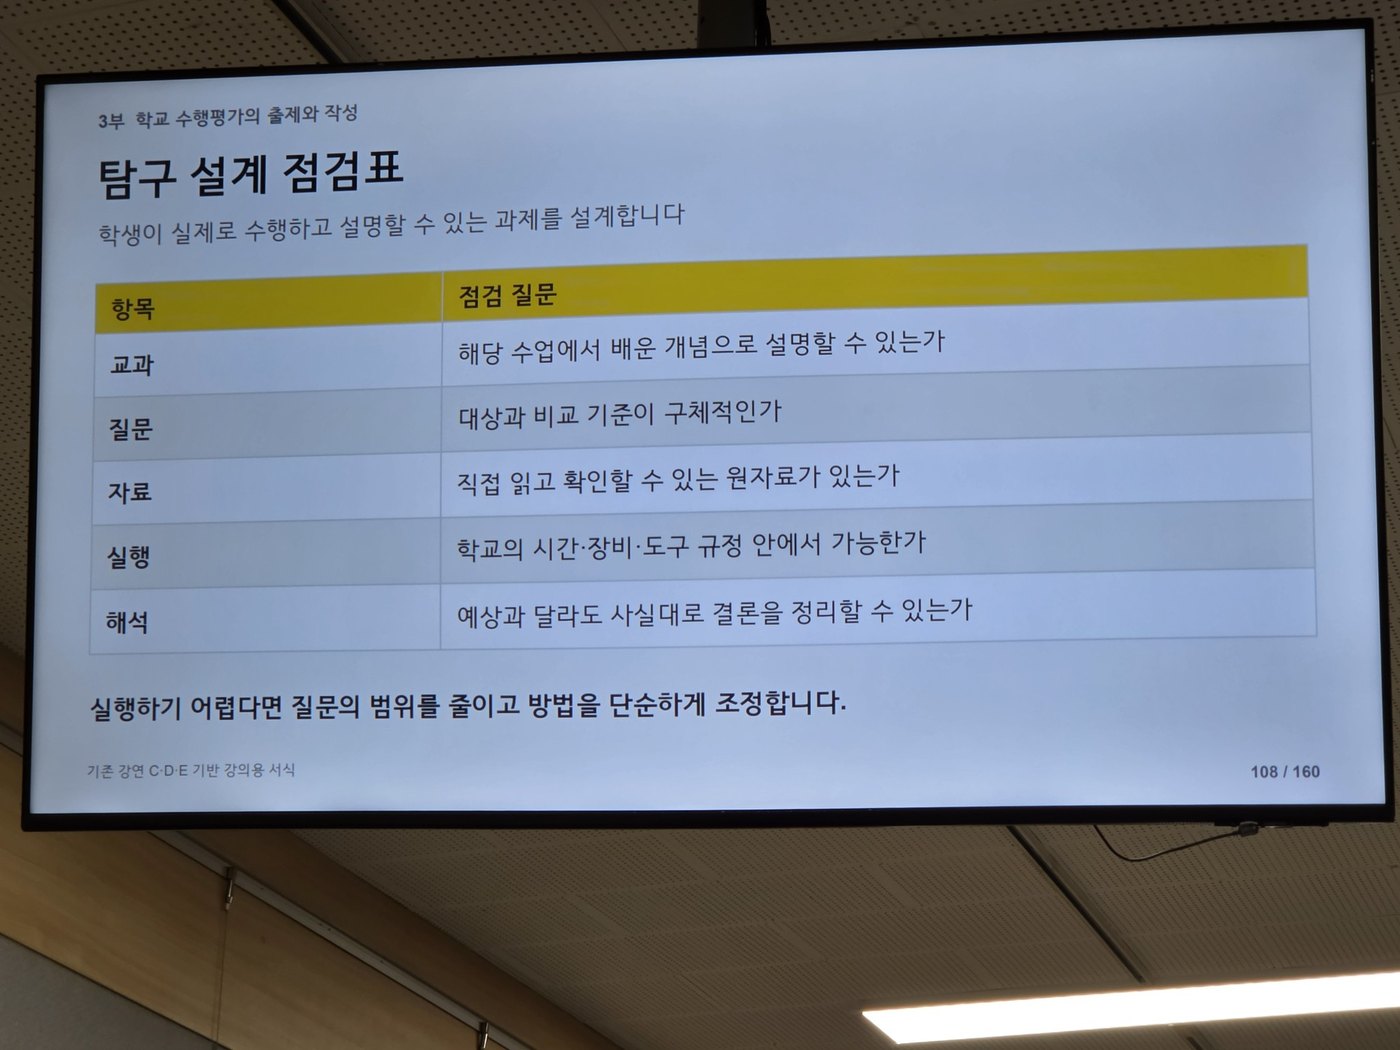 3부 학교 수행평가의 출제와 작성
탐구 설계 점검표
학생이 실제로 수행하고 설명할 수 있는 과제를 설계합니다
항목 점검 질문
교과 해당 수업에서 배운 개념으로 설명할 수 있는가
질문 대상과 비교 기준이 구체적인가
자료 직접 읽고 확인할 수 있는 원자료가 있는가
실행 학교의 시간·장비·도구 규정 안에서 가능한가
해석 예상과 달라도 사실대로 결론을 정리할 수 있는가
실행하기 어렵다면 질문의 범위를 줄이고 방법을 단순하게 조정합니다.
기존 강연 C·D·E 기반 강의용 서식
108 / 160